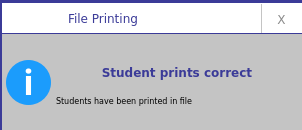 File Printing X
Student prints correct
Students have been printed in file